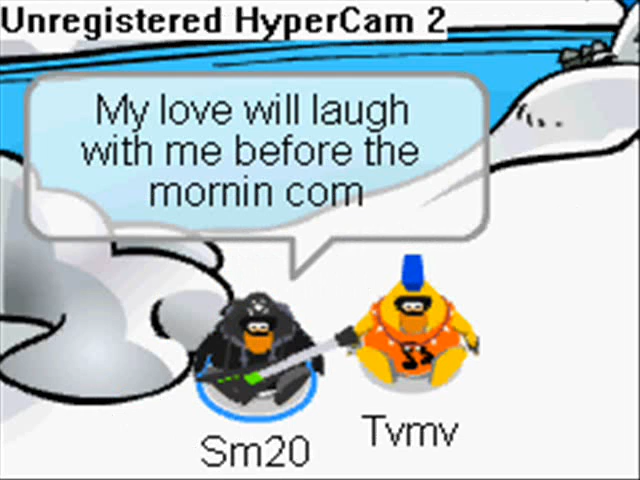 Unregistered HyperCam 2
My love will laugh
with me before the
mornin com
Sm20
Tvmv